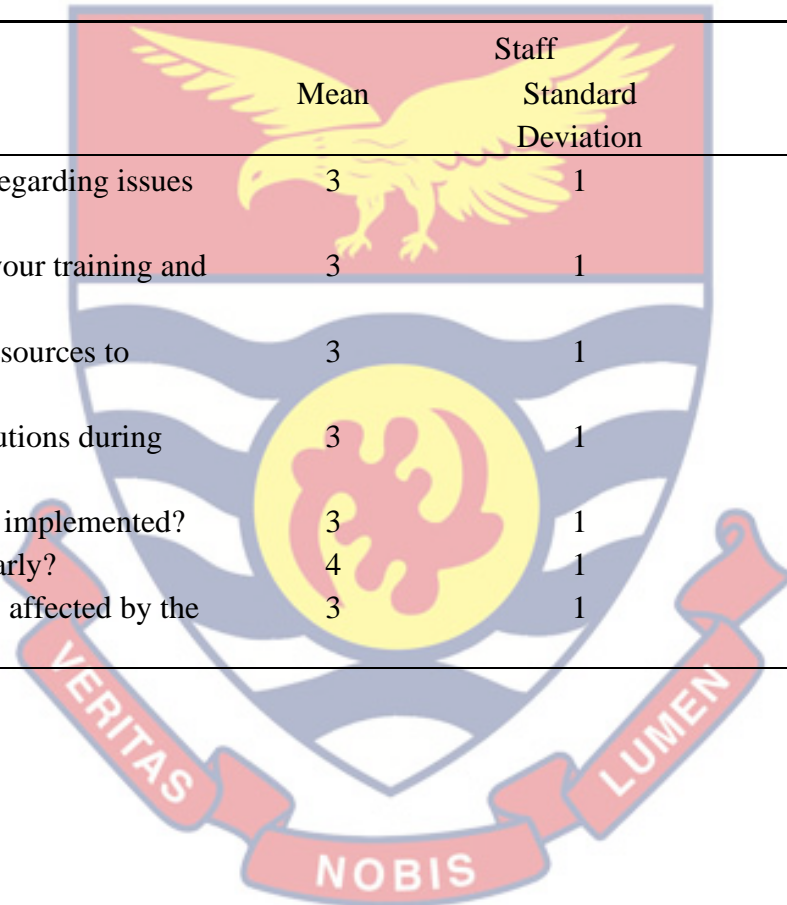 Staff
Mean Standard
Deviation
egarding issues 3 1
your training and 3 1
sources to 3 1
utions during 3 1
implemented? 3 1
arly? 4 1
affected by the 3 1
VERITAS NOBIS LUMEN